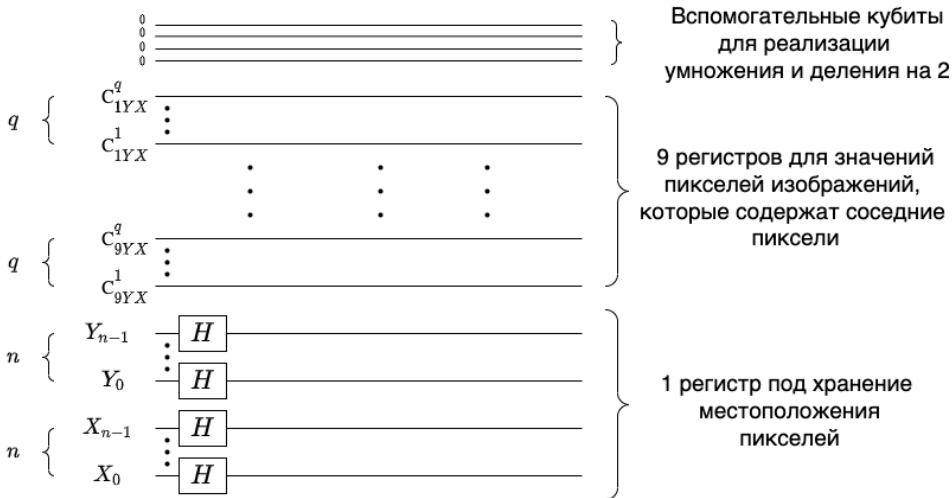 0
0
0
0
Вспомогательные кубиты
для реализации
умножения и деления на 2
q
C^q_{1YX}
C^1_{1YX}
9 регистров для значений
пикселей изображений,
которые содержат соседние
пиксели
q
C^q_{9YX}
C^1_{9YX}
n
Y_{n-1} H
Y_0 H
1 регистр под хранение
местоположения
пикселей
n
X_{n-1} H
X_0 H